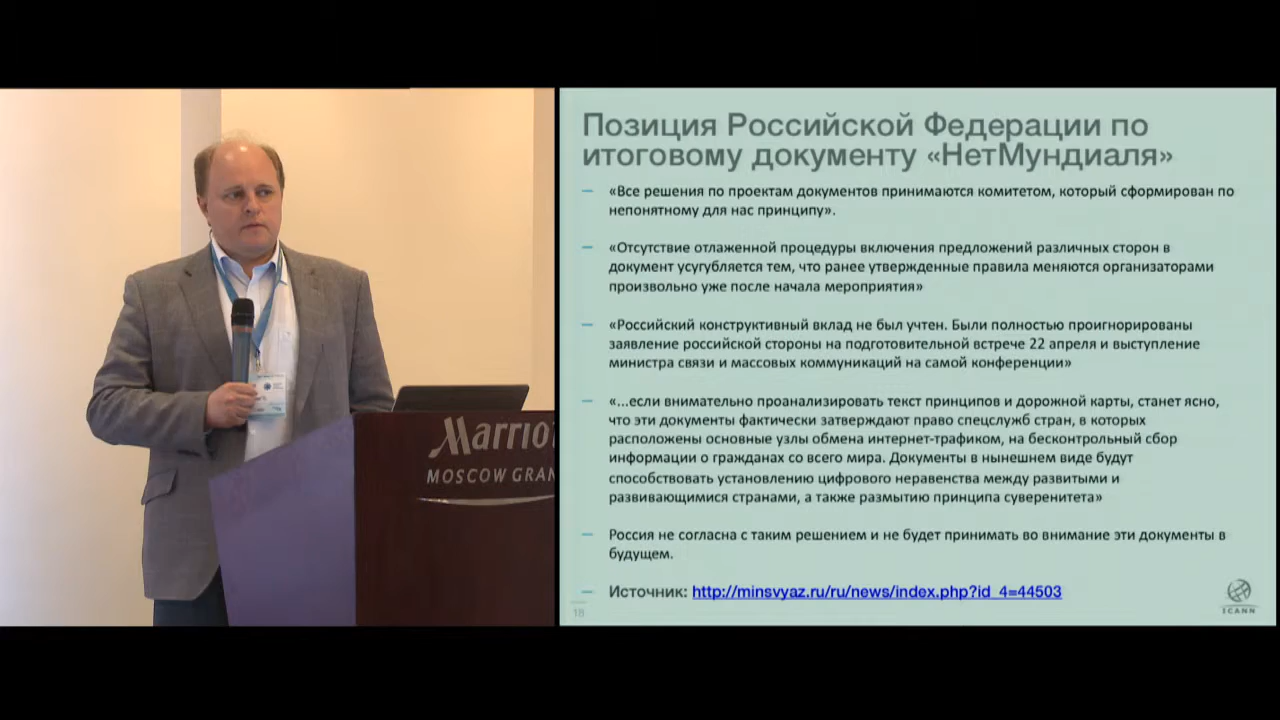 Marriot
MOSCOW GRAN
Позиция Российской Федерации по
итоговому документу «НетМундиаля»
– «Все решения по проектам документов принимаются комитетом, который сформирован по
непонятному для нас принципу».
– «Отсутствие отлаженной процедуры включения предложений различных сторон в
документ усугубляется тем, что ранее утвержденные правила меняются организаторами
произвольно уже после начала мероприятия»
– «Российский конструктивный вклад не был учтен. Были полностью проигнорированы
заявление российской стороны на подготовительной встрече 22 апреля и выступление
министра связи и массовых коммуникаций на самой конференции»
– «...если внимательно проанализировать текст принципов и дорожной карты, станет ясно,
что эти документы фактически затверждают право спецслужб стран, в которых
расположены основные узлы обмена интернет-трафиком, на бесконтрольный сбор
информации о гражданах со всего мира. Документы в нынешнем виде будут
способствовать установлению цифрового неравенства между развитыми и
развивающимися странами, а также размытию принципа суверенитета»
– Россия не согласна с таким решением и не будет принимать во внимание эти документы в
будущем.
– Источник: http://minsvyaz.ru/ru/news/index.php?id_4=44503
18
ICANN